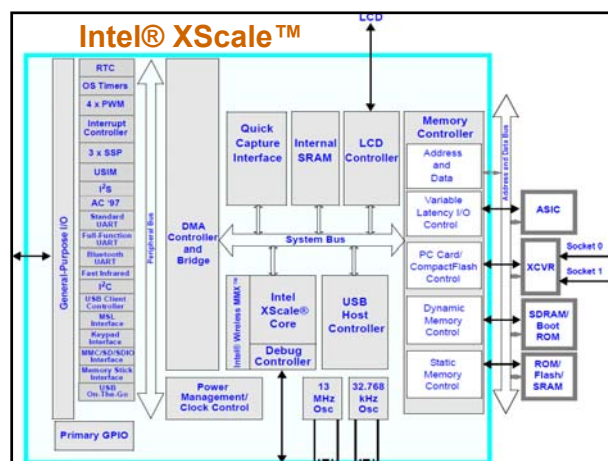 Intel® XScale™
LCD
General-Purpose I/O
RTC
OS Timers
4 x PWM
Interrupt
Controller
3 x SSP
USIM
I²S
AC '97
Standard
UART
Full-Function
UART
Bluetooth
UART
Fast Infrared
I²C
USB Client
Controller
MSL
Interface
Keypad
Interface
MMC/SD/SDIO
Interface
Memory Stick
Interface
USB
On-The-Go
Primary GPIO
Peripheral Bus
DMA
Controller
and
Bridge
Quick
Capture
Interface
Internal
SRAM
LCD
Controller
System Bus
Intel® Wireless MMX™
Intel
XScale®
Core
Debug
Controller
USB
Host
Controller
Power
Management/
Clock Control
13
MHz
Osc
32.768
kHz
Osc
Memory
Controller
Address
and
Data
Variable
Latency I/O
Control
PC Card/
CompactFlash
Control
Dynamic
Memory
Control
Static
Memory
Control
Address and Data Bus
ASIC
XCVR
Socket 0
Socket 1
SDRAM/
Boot
ROM
ROM/
Flash/
SRAM